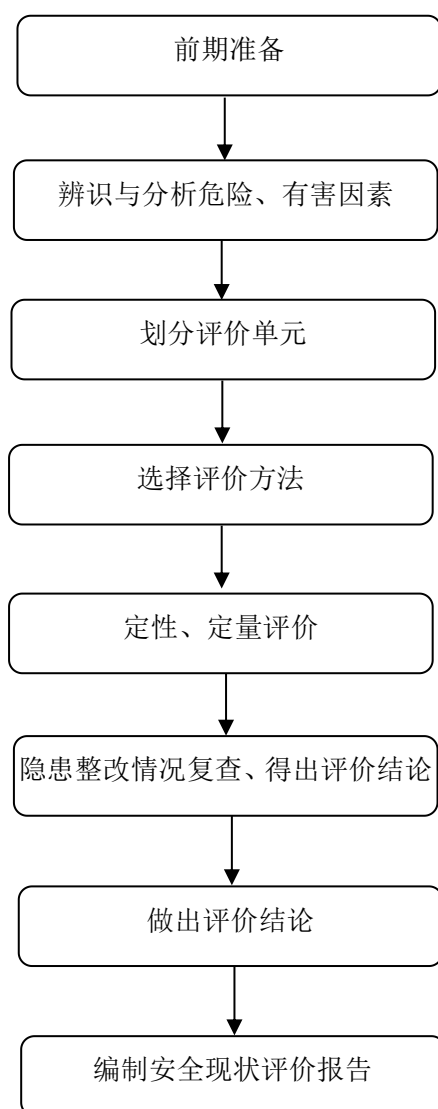 前期准备
辨识与分析危险、有害因素
划分评价单元
选择评价方法
定性、定量评价
隐患整改情况复查、得出评价结论
做出评价结论
编制安全现状评价报告